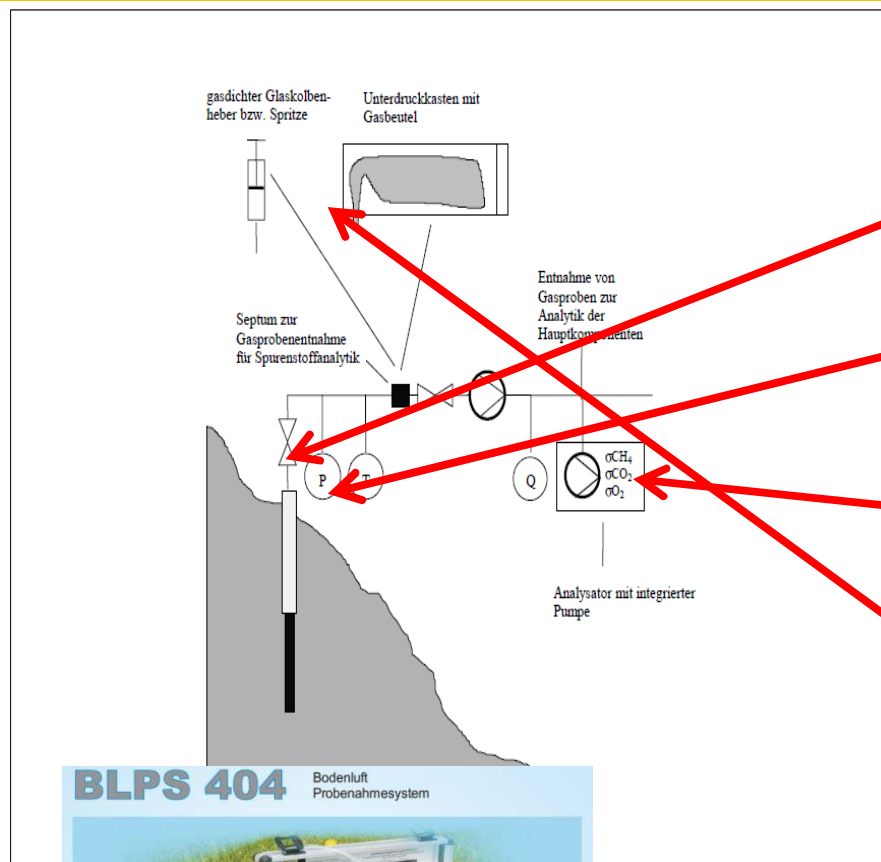 gasdichter Glaskolben-
heber bzw. Spritze
Unterdruckkasten mit
Gasbeutel
Entnahme von
Gasproben zur
Analytik der
Hauptkomponenten
Septum zur
Gasprobenentnahme
für Spurenstoffanalytik
P
T
Q
σCH₄
σCO₂
σO₂
Analysator mit integrierter
Pumpe
BLPS 404
Bodenluft
Probenahmesystem